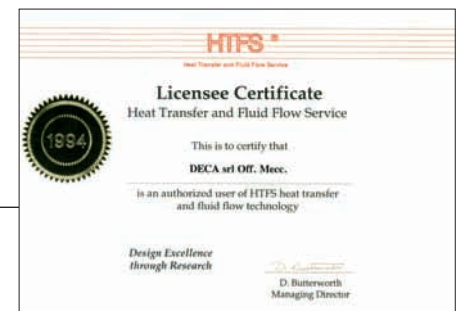 HTFS
Heat Transfer and Fluid Flow Service
Licensee Certificate
Heat Transfer and Fluid Flow Service
This is to certify that
DECA srl Off. Mecc.
is an authorized user of HTFS heat transfer
and fluid flow technology
1994
Design Excellence
through Research
D. Butterworth
D. Butterworth
Managing Director